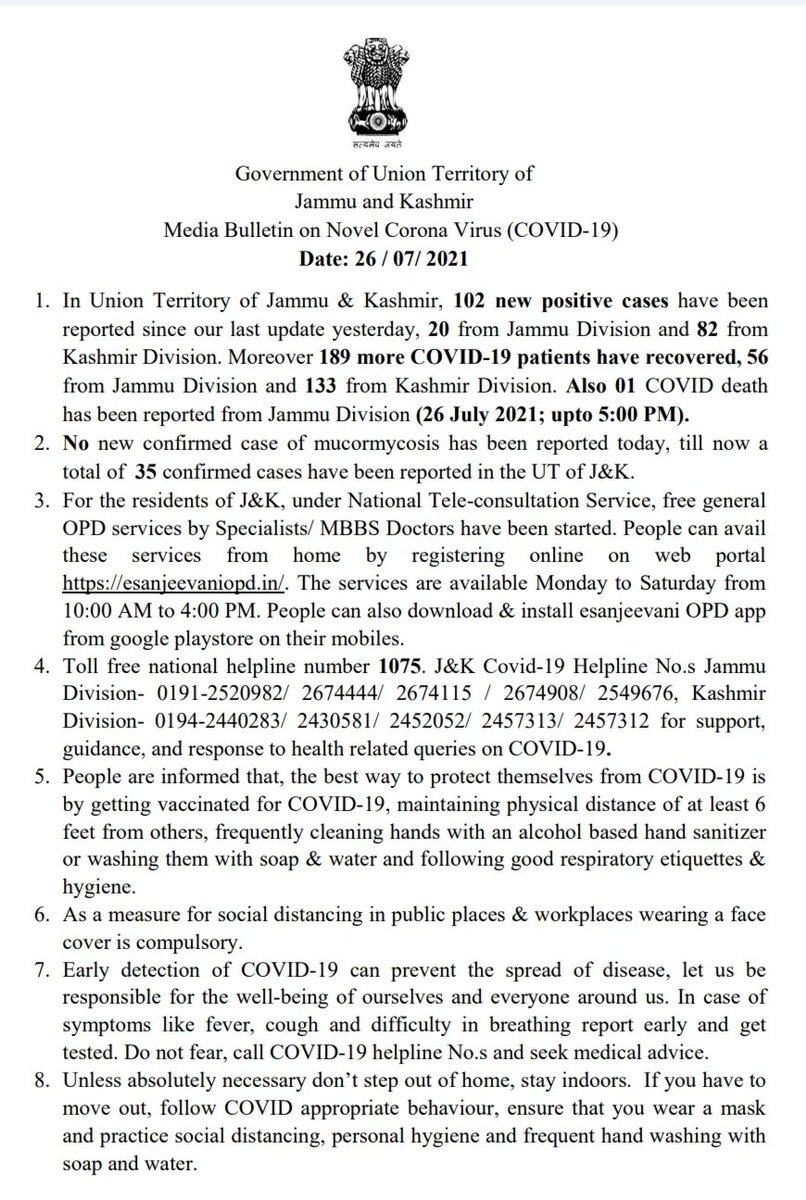 सत्यमेव जयते
Government of Union Territory of
Jammu and Kashmir
Media Bulletin on Novel Corona Virus (COVID-19)
Date: 26 / 07/ 2021
1. In Union Territory of Jammu & Kashmir, 102 new positive cases have been
reported since our last update yesterday, 20 from Jammu Division and 82 from
Kashmir Division. Moreover 189 more COVID-19 patients have recovered, 56
from Jammu Division and 133 from Kashmir Division. Also 01 COVID death
has been reported from Jammu Division (26 July 2021; upto 5:00 PM).
2. No new confirmed case of mucormycosis has been reported today, till now a
total of 35 confirmed cases have been reported in the UT of J&K.
3. For the residents of J&K, under National Tele-consultation Service, free general
OPD services by Specialists/ MBBS Doctors have been started. People can avail
these services from home by registering online on web portal
https://esanjeevaniopd.in/. The services are available Monday to Saturday from
10:00 AM to 4:00 PM. People can also download & install esanjeevani OPD app
from google playstore on their mobiles.
4. Toll free national helpline number 1075. J&K Covid-19 Helpline No.s Jammu
Division- 0191-2520982/ 2674444/ 2674115 / 2674908/ 2549676, Kashmir
Division- 0194-2440283/ 2430581/ 2452052/ 2457313/ 2457312 for support,
guidance, and response to health related queries on COVID-19.
5. People are informed that, the best way to protect themselves from COVID-19 is
by getting vaccinated for COVID-19, maintaining physical distance of at least 6
feet from others, frequently cleaning hands with an alcohol based hand sanitizer
or washing them with soap & water and following good respiratory etiquettes &
hygiene.
6. As a measure for social distancing in public places & workplaces wearing a face
cover is compulsory.
7. Early detection of COVID-19 can prevent the spread of disease, let us be
responsible for the well-being of ourselves and everyone around us. In case of
symptoms like fever, cough and difficulty in breathing report early and get
tested. Do not fear, call COVID-19 helpline No.s and seek medical advice.
8. Unless absolutely necessary don’t step out of home, stay indoors. If you have to
move out, follow COVID appropriate behaviour, ensure that you wear a mask
and practice social distancing, personal hygiene and frequent hand washing with
soap and water.